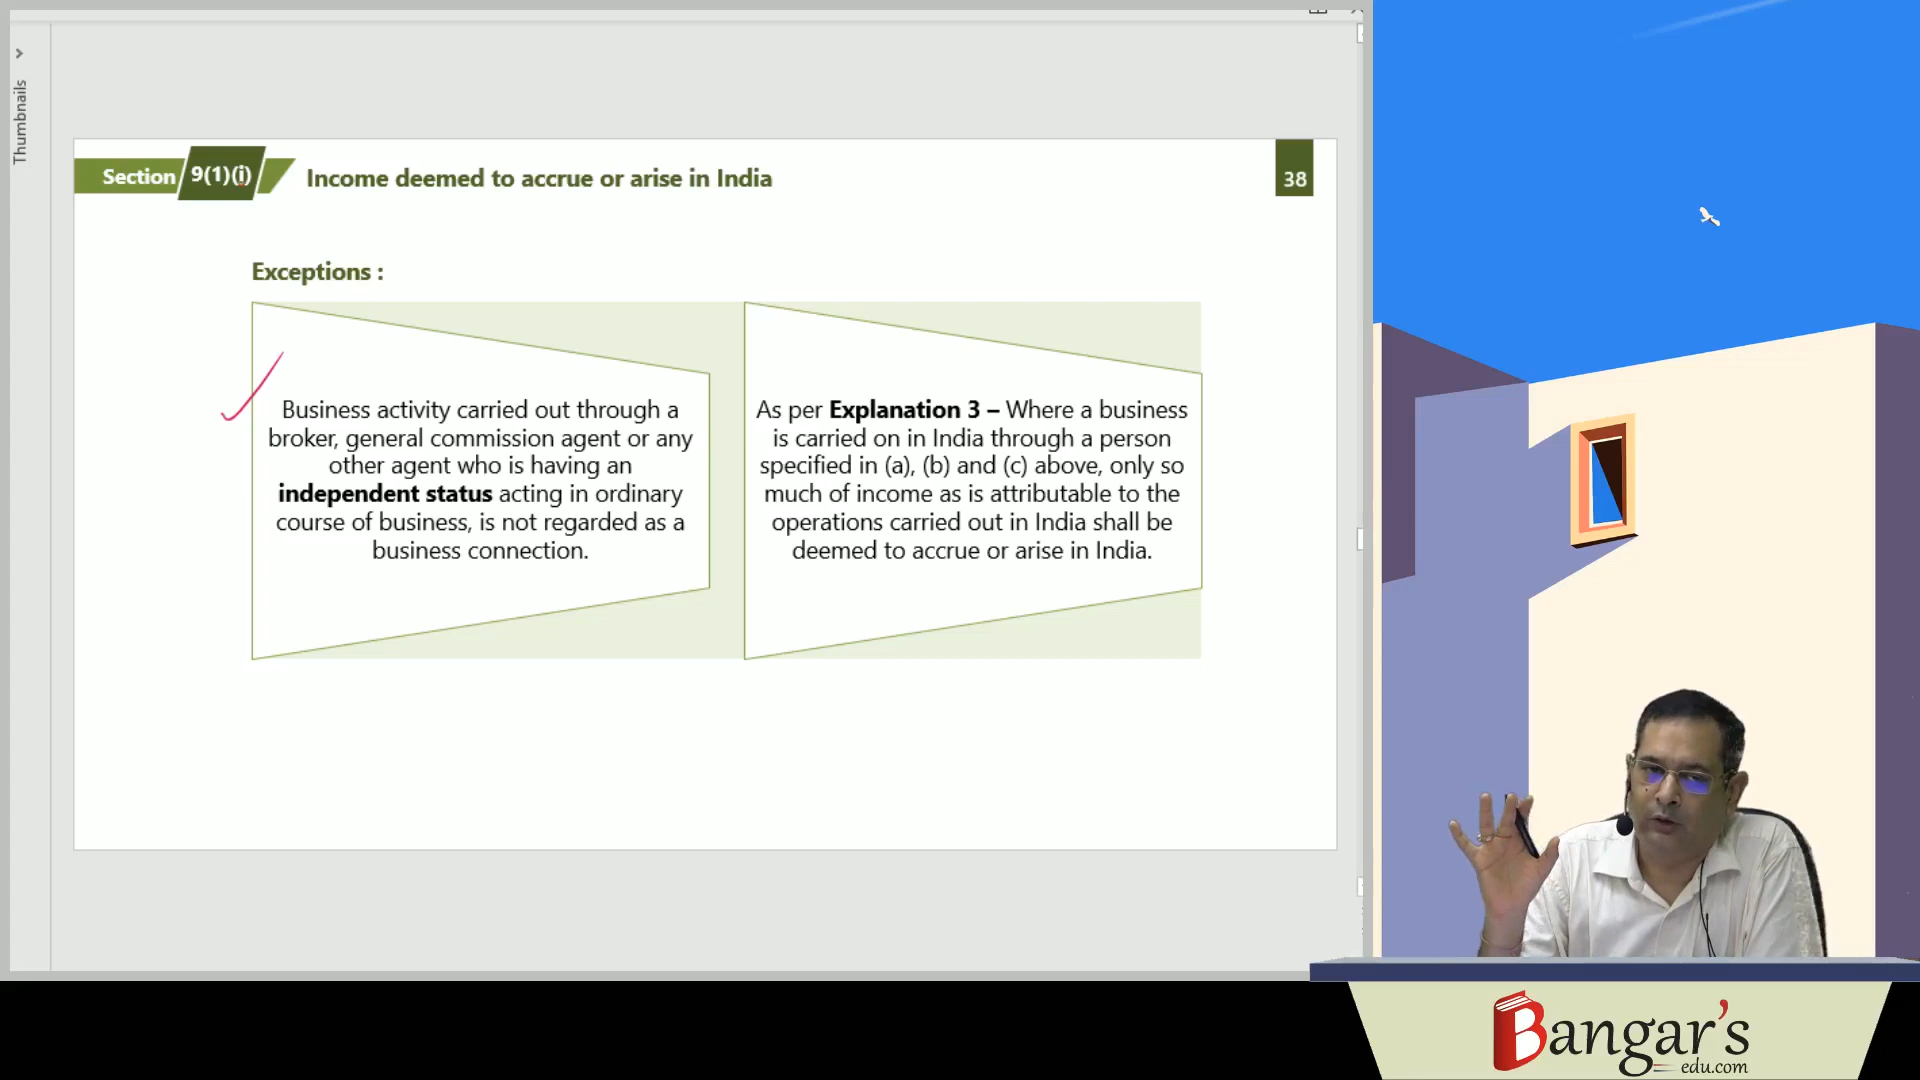 Thumbnails
Section 9(1)(i) Income deemed to accrue or arise in India
38
Exceptions :
Business activity carried out through a
broker, general commission agent or any
other agent who is having an
independent status acting in ordinary
course of business, is not regarded as a
business connection.
As per Explanation 3 – Where a business
is carried on in India through a person
specified in (a), (b) and (c) above, only so
much of income as is attributable to the
operations carried out in India shall be
deemed to accrue or arise in India.
Bangar's
edu.com